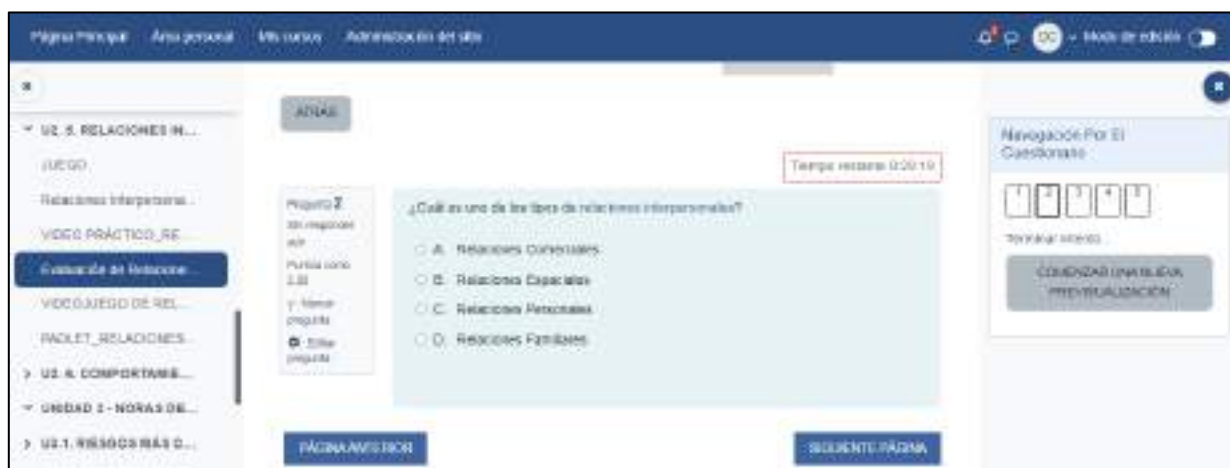 Página Principal Área personal Mis cursos Administración del sitio
Modo de edición
U2. 5. RELACIONES IN...
JUEGO
Relaciones Interpersona...
VIDEO PRÁCTICO_RE...
Evaluación de Relacione...
VIDEOJUEGO DE REL...
PADLET_RELACIONES...
U2. 6. COMPORTAMIE...
UNIDAD 3 - NORAS DE...
U3.1. RIESGOS MÁS D...
ATRÁS
Tiempo restante 0:29:19
Pregunta 2
Sin responder
aún
Puntúa como
2,00
Marcar
pregunta
Editar
pregunta
¿Cuál es uno de los tipos de relaciones interpersonales?
A. Relaciones Comerciales
B. Relaciones Espaciales
C. Relaciones Personales
D. Relaciones Familiares
PÁGINA ANTERIOR
SIGUIENTE PÁGINA
Navegación Por El
Cuestionario
1 2 3 4 5
Terminar intento...
COMENZAR UNA NUEVA
PREVISUALIZACIÓN